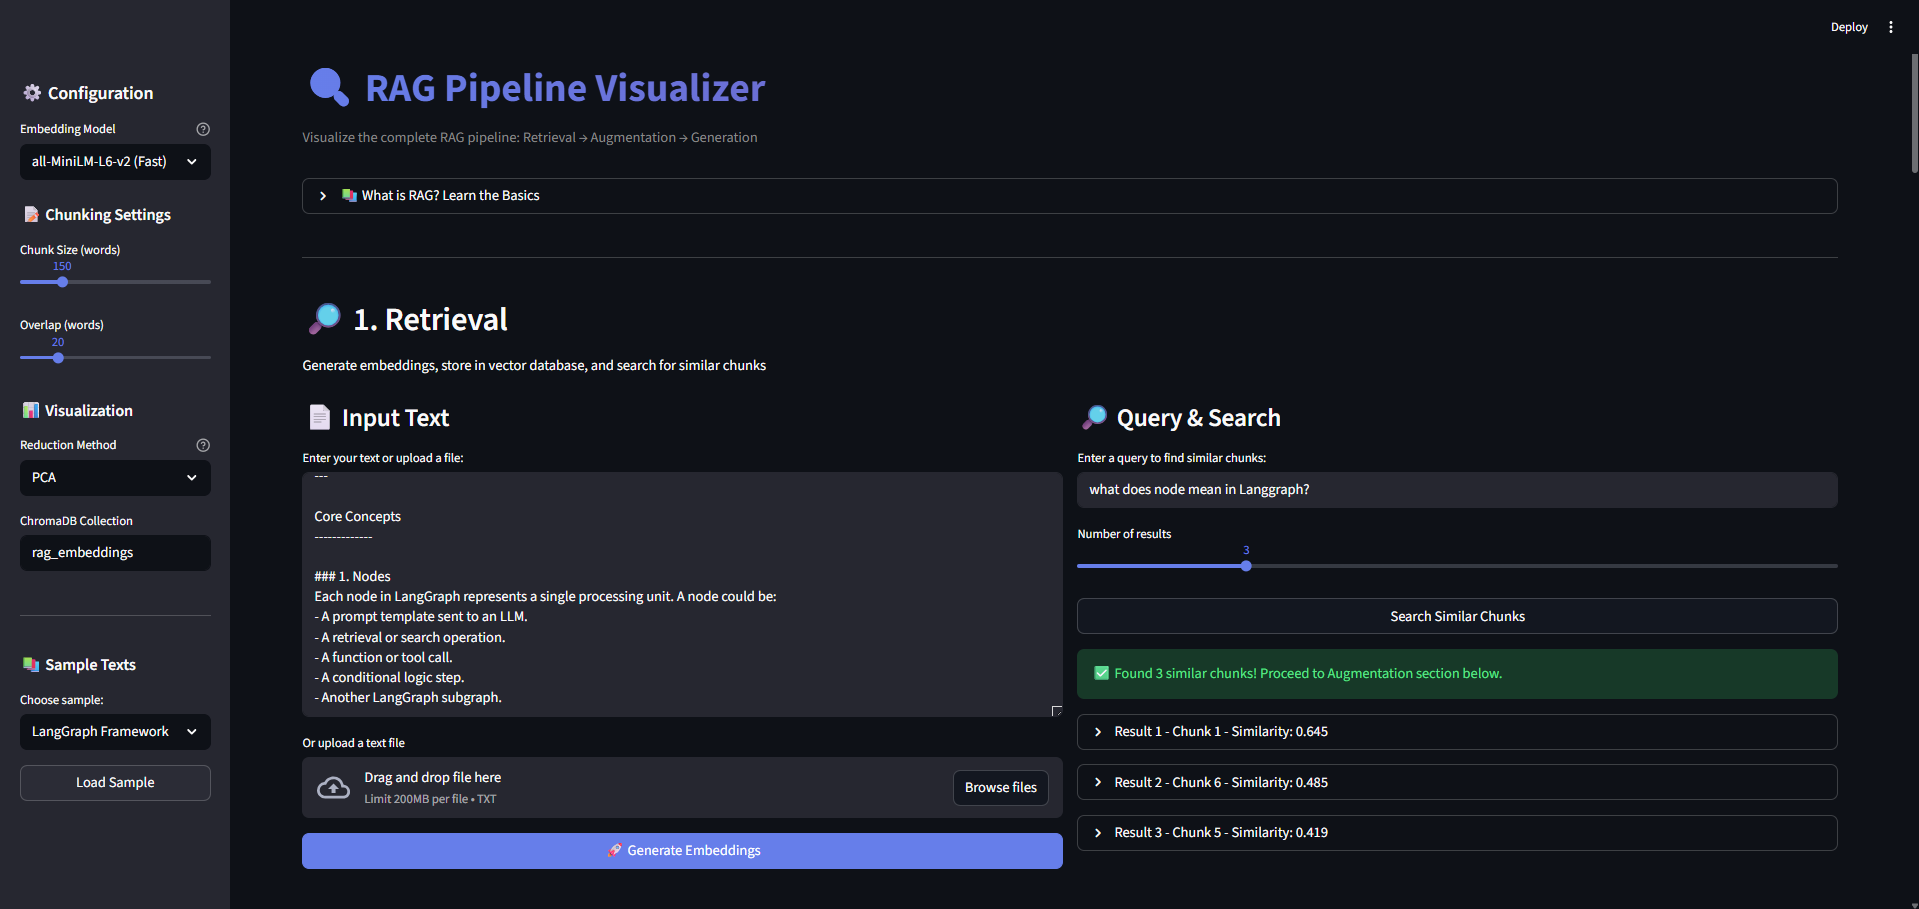 Deploy
Configuration
Embedding Model
all-MiniLM-L6-v2 (Fast)
Chunking Settings
Chunk Size (words)
150
Overlap (words)
20
Visualization
Reduction Method
PCA
ChromaDB Collection
rag_embeddings
Sample Texts
Choose sample:
LangGraph Framework
Load Sample
RAG Pipeline Visualizer
Visualize the complete RAG pipeline: Retrieval → Augmentation → Generation
What is RAG? Learn the Basics
1. Retrieval
Generate embeddings, store in vector database, and search for similar chunks
Input Text
Enter your text or upload a file:
---
Core Concepts
-------------
### 1. Nodes
Each node in LangGraph represents a single processing unit. A node could be:
- A prompt template sent to an LLM.
- A retrieval or search operation.
- A function or tool call.
- A conditional logic step.
- Another LangGraph subgraph.
Or upload a text file
Drag and drop file here
Limit 200MB per file • TXT
Browse files
Generate Embeddings
Query & Search
Enter a query to find similar chunks:
what does node mean in Langgraph?
Number of results
3
Search Similar Chunks
Found 3 similar chunks! Proceed to Augmentation section below.
Result 1 - Chunk 1 - Similarity: 0.645
Result 2 - Chunk 6 - Similarity: 0.485
Result 3 - Chunk 5 - Similarity: 0.419